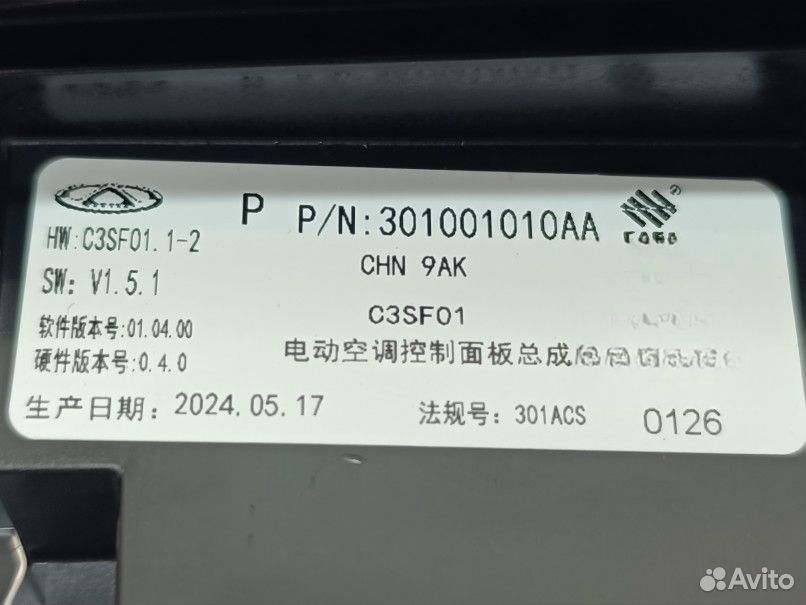 P P/N:301001010AA ®
HW:C3SF01.1-2
CHN 9AK
SW: V1.5.1
C3SF01
软件版本号:01.04.00
电动空调控制面板总成
硬件版本号:0.4.0
生产日期: 2024.05.17
法规号: 301ACS
0126
Avito